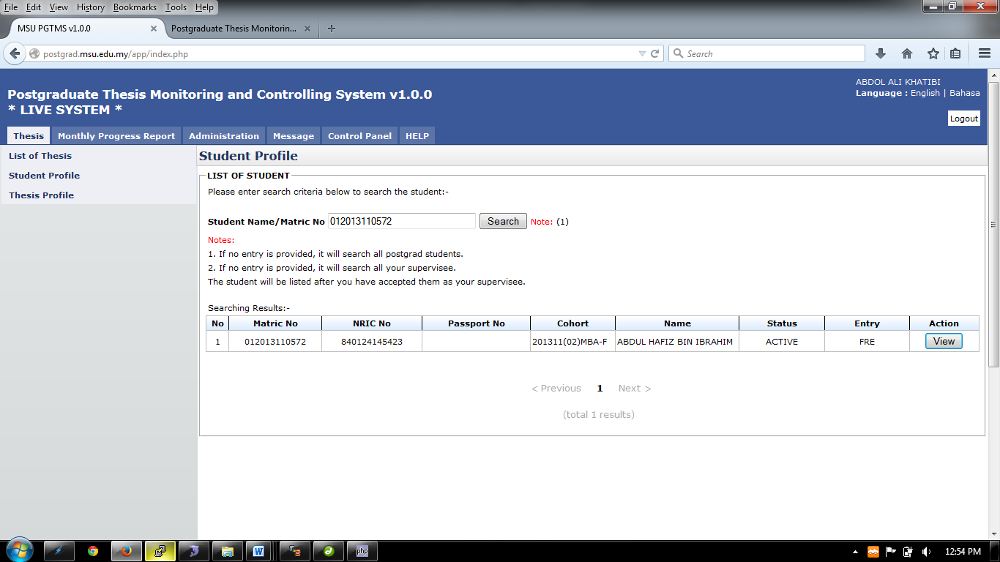 File Edit View History Bookmarks Tools Help
MSU PGTMS v1.0.0
Postgraduate Thesis Monitorin...
postgrad.msu.edu.my/app/index.php
Search
ABDOL ALI KHATIBI
Language : English | Bahasa
Postgraduate Thesis Monitoring and Controlling System v1.0.0
* LIVE SYSTEM *
Logout
Thesis Monthly Progress Report Administration Message Control Panel HELP
List of Thesis
Student Profile
Thesis Profile
Student Profile
LIST OF STUDENT
Please enter search criteria below to search the student:-
Student Name/Matric No 012013110572 Search Note: (1)
Notes:
1. If no entry is provided, it will search all postgrad students.
2. If no entry is provided, it will search all your supervisee.
The student will be listed after you have accepted them as your supervisee.
Searching Results:-
No Matric No NRIC No Passport No Cohort Name Status Entry Action
1 012013110572 840124145423 201311(02)MBA-F ABDUL HAFIZ BIN IBRAHIM ACTIVE FRE View
< Previous 1 Next >
(total 1 results)
php
12:54 PM